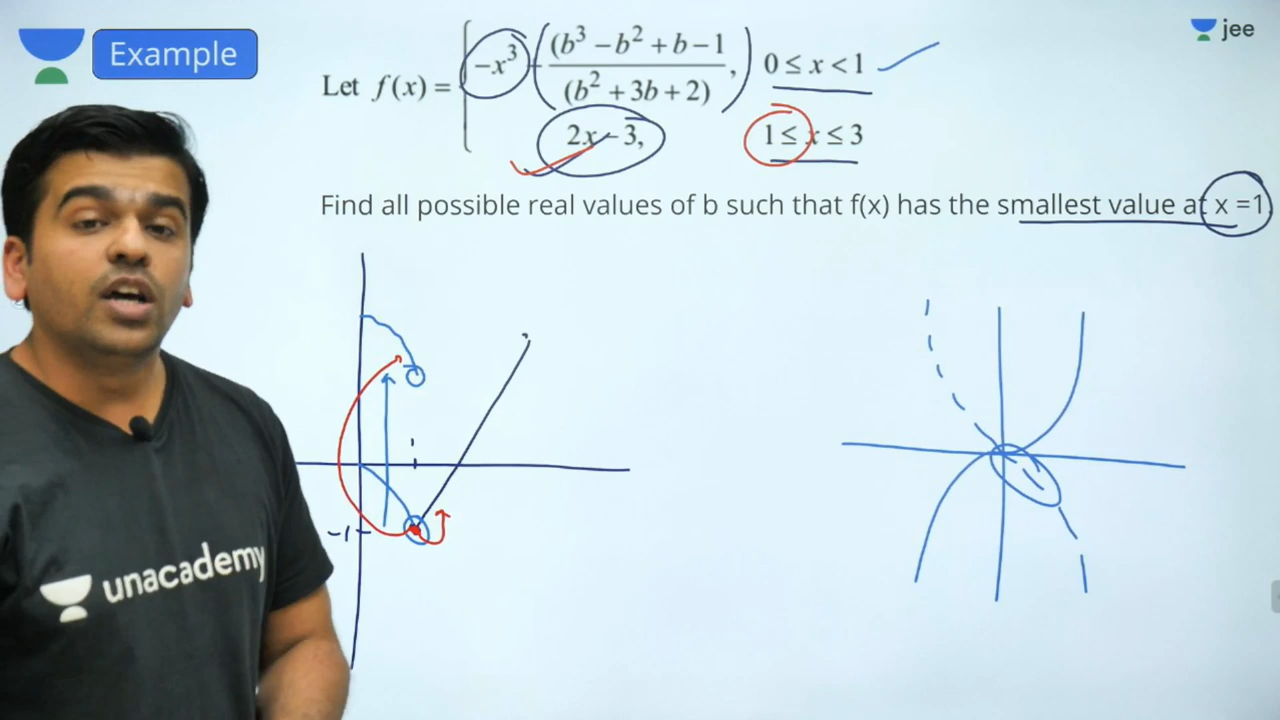 Example
jee
Let f(x) = { -x³ + ( (b³ - b² + b - 1) / (b² + 3b + 2) , ) 0 ≤ x < 1
2x - 3, 1 ≤ x ≤ 3
Find all possible real values of b such that f(x) has the smallest value at x =1
-1
unacademy